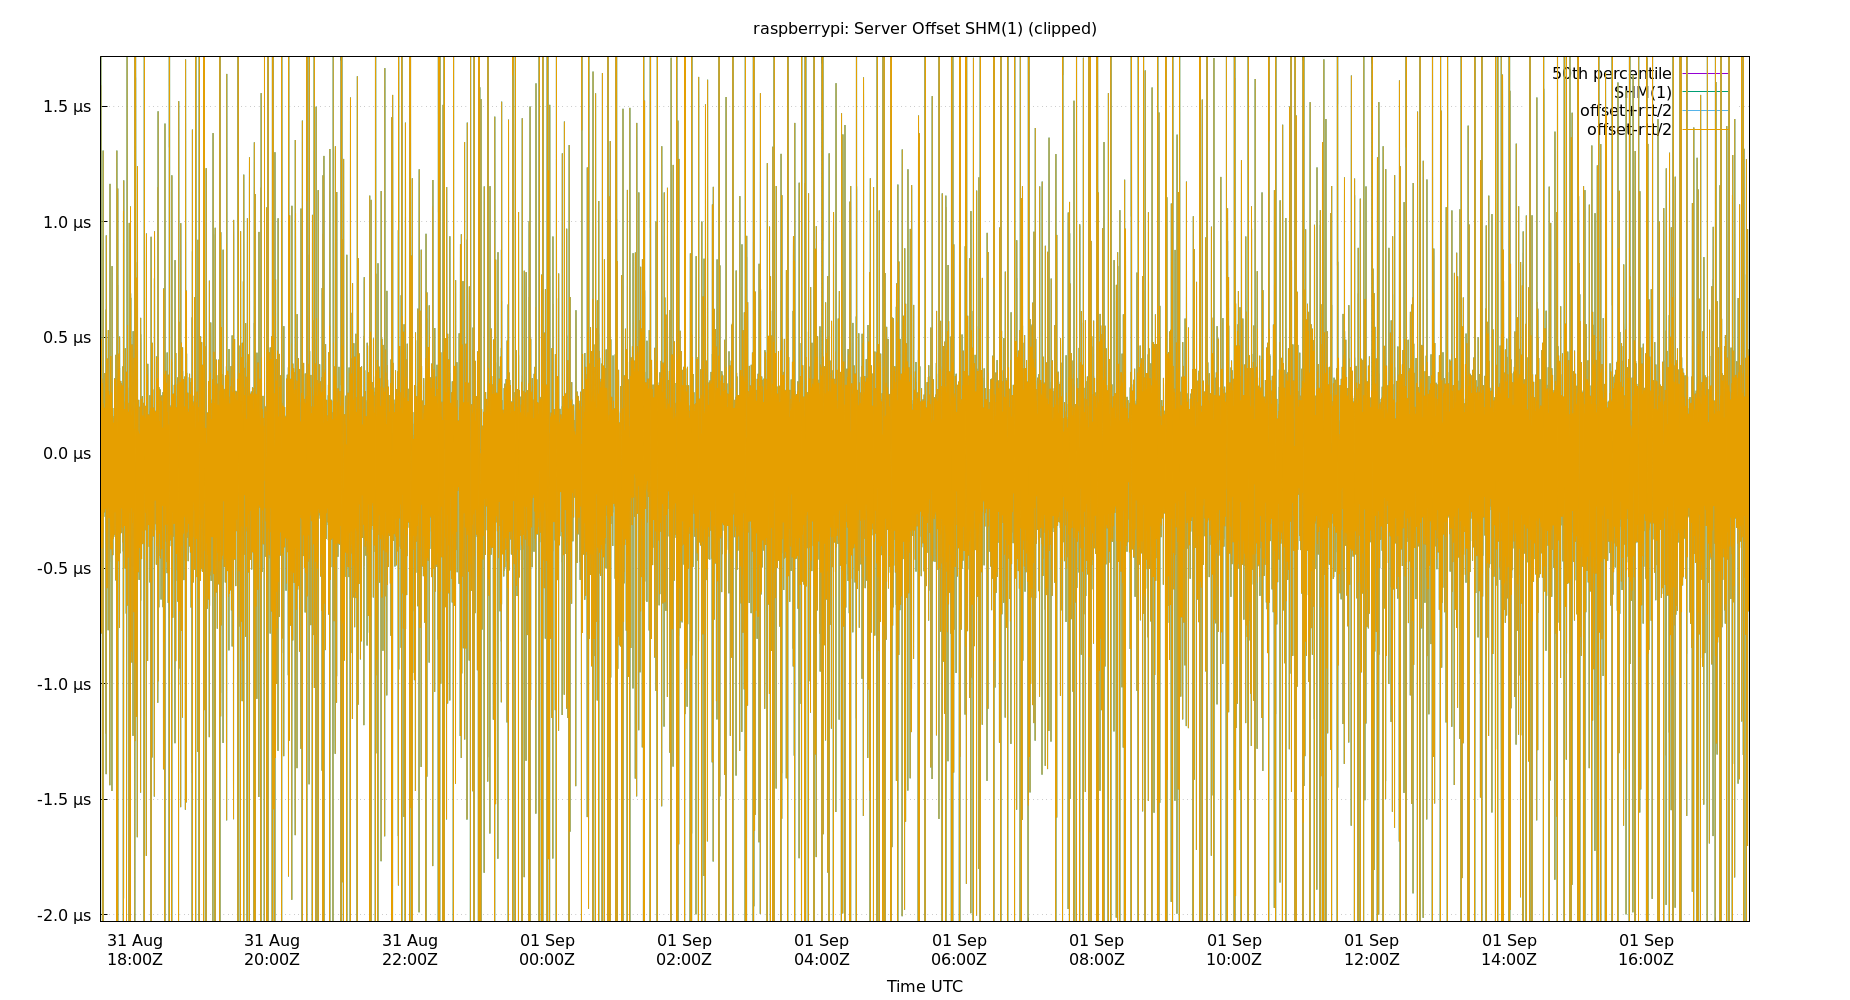 raspberrypi: Server Offset SHM(1) (clipped)
50th percentile
SHM(1)
offset+rtt/2
offset-rtt/2
1.5 µs
1.0 µs
0.5 µs
0.0 µs
-0.5 µs
-1.0 µs
-1.5 µs
-2.0 µs
31 Aug 31 Aug 31 Aug 01 Sep 01 Sep 01 Sep 01 Sep 01 Sep 01 Sep 01 Sep 01 Sep 01 Sep
18:00Z 20:00Z 22:00Z 00:00Z 02:00Z 04:00Z 06:00Z 08:00Z 10:00Z 12:00Z 14:00Z 16:00Z
Time UTC